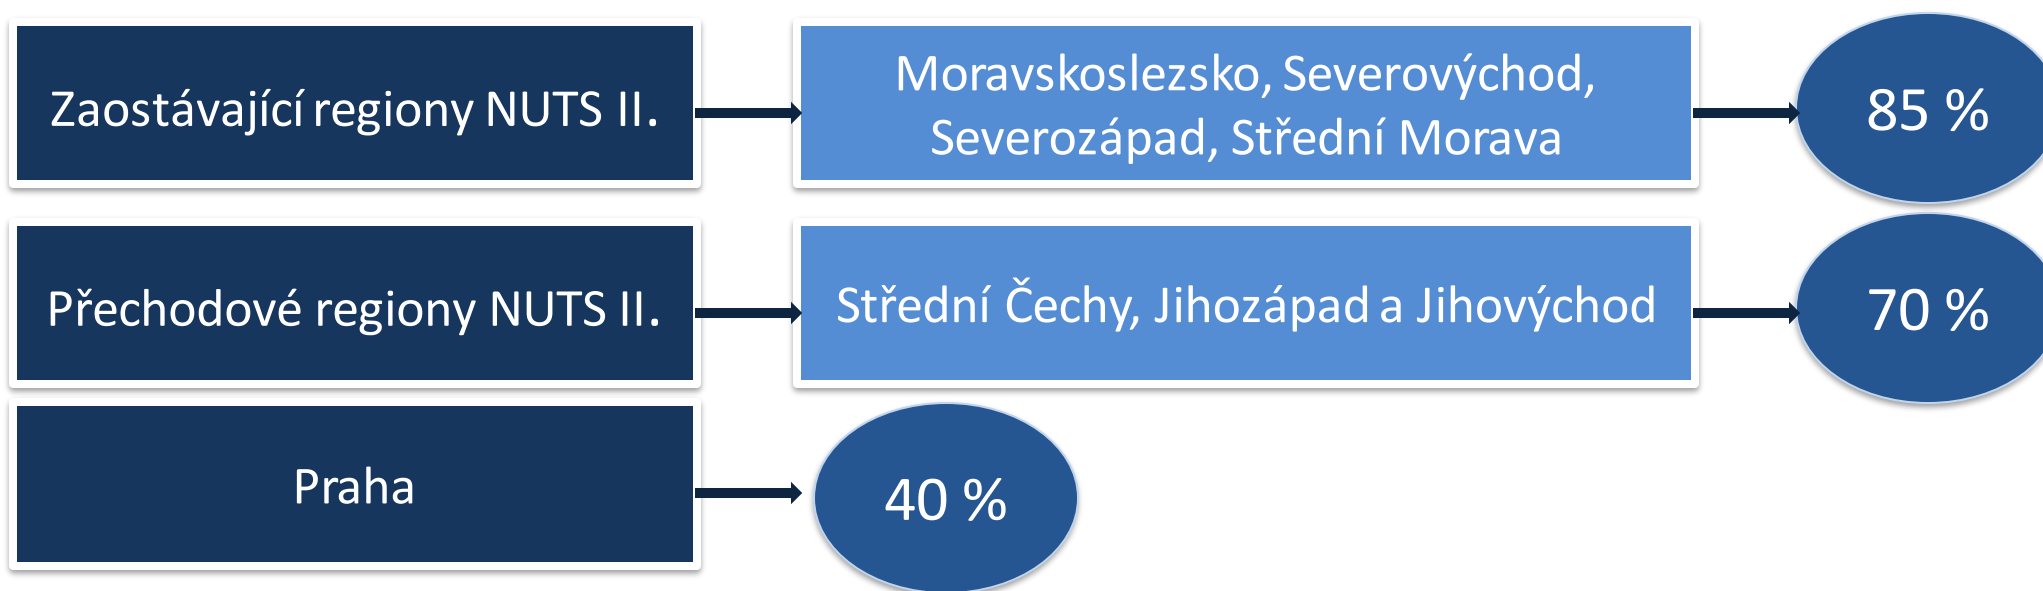 Zaostávající regiony NUTS II.
Moravskoslezsko, Severovýchod,
Severozápad, Střední Morava
85 %
Přechodové regiony NUTS II.
Střední Čechy, Jihozápad a Jihovýchod
70 %
Praha
40 %